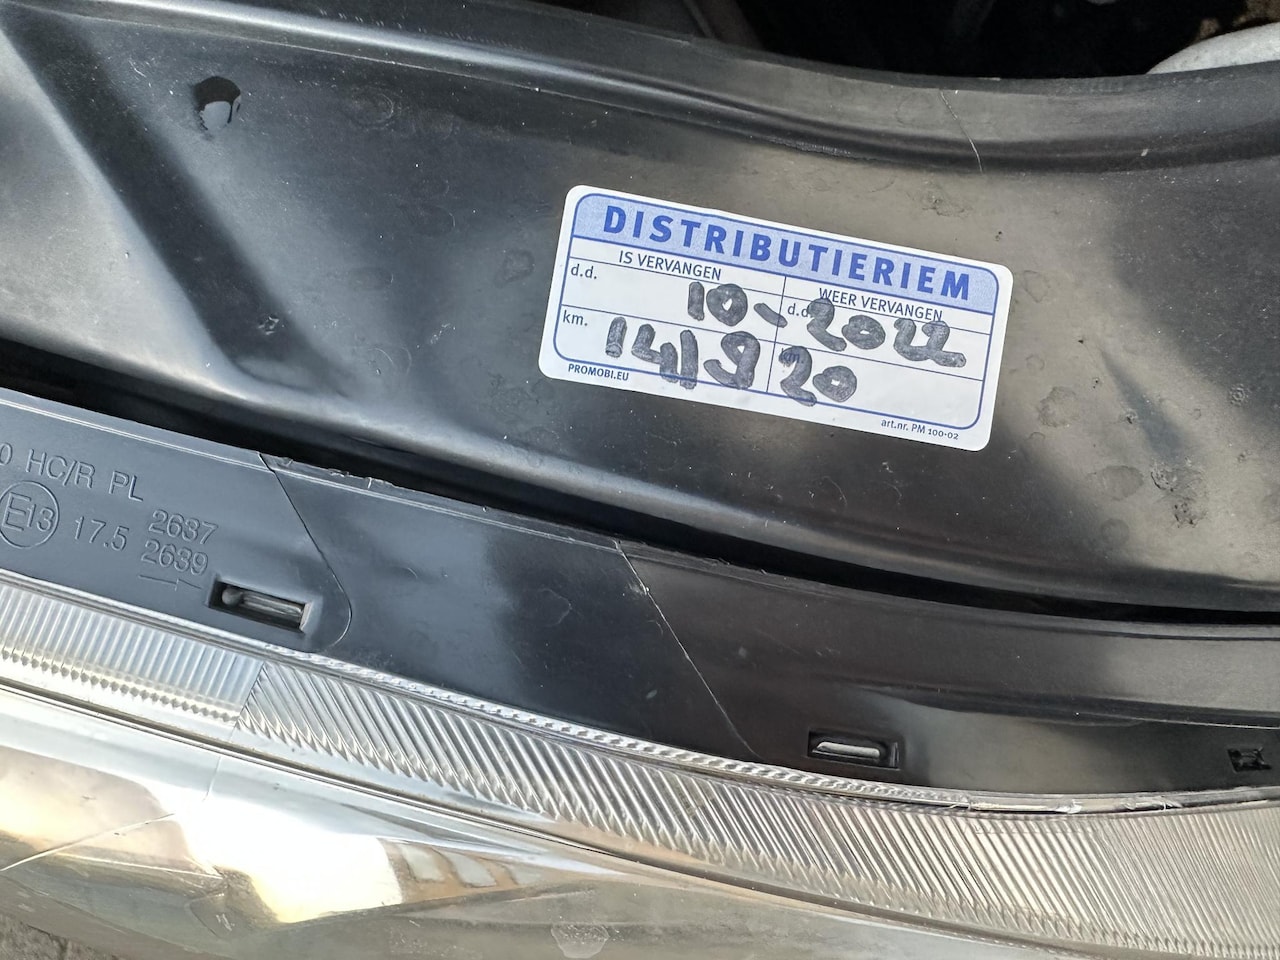 DISTRIBUTIERIEM
IS VERVANGEN
WEER VERVANGEN
d.d.
d.d.
10-2022
km.
km.
141920
PROMOBI.EU
art.nr. PM 100-02
0 HC/R PL
E13 17.5 2637
2639